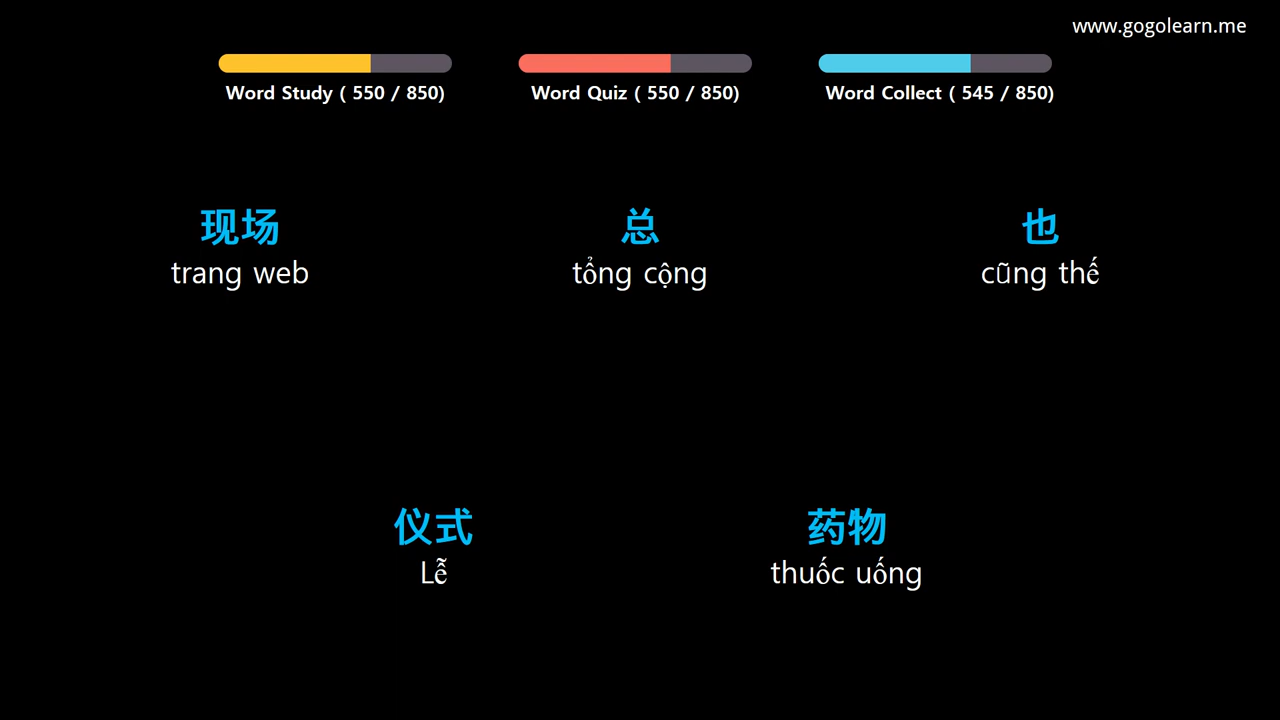 www.gogolearn.me
Word Study ( 550 / 850)
Word Quiz ( 550 / 850)
Word Collect ( 545 / 850)
现场
trang web
总
tổng cộng
也
cũng thế
仪式
Lễ
药物
thuốc uống